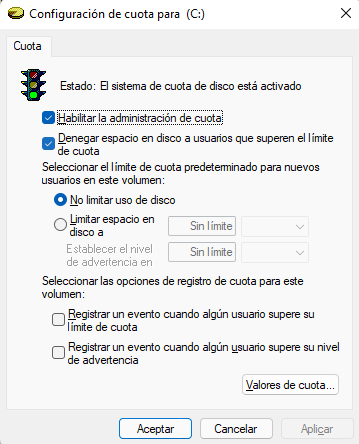 Configuración de cuota para (C:)
Cuota
Estado: El sistema de cuota de disco está activado
Habilitar la administración de cuota
Denegar espacio en disco a usuarios que superen el límite
de cuota
Seleccionar el límite de cuota predeterminado para nuevos
usuarios en este volumen:
No limitar uso de disco
Limitar espacio en
disco a
Sin límite
Establecer el nivel
de advertencia en
Sin límite
Seleccionar las opciones de registro de cuota para este
volumen:
Registrar un evento cuando algún usuario supere su
límite de cuota
Registrar un evento cuando algún usuario supere su nivel
de advertencia
Valores de cuota...
Aceptar
Cancelar
Aplicar